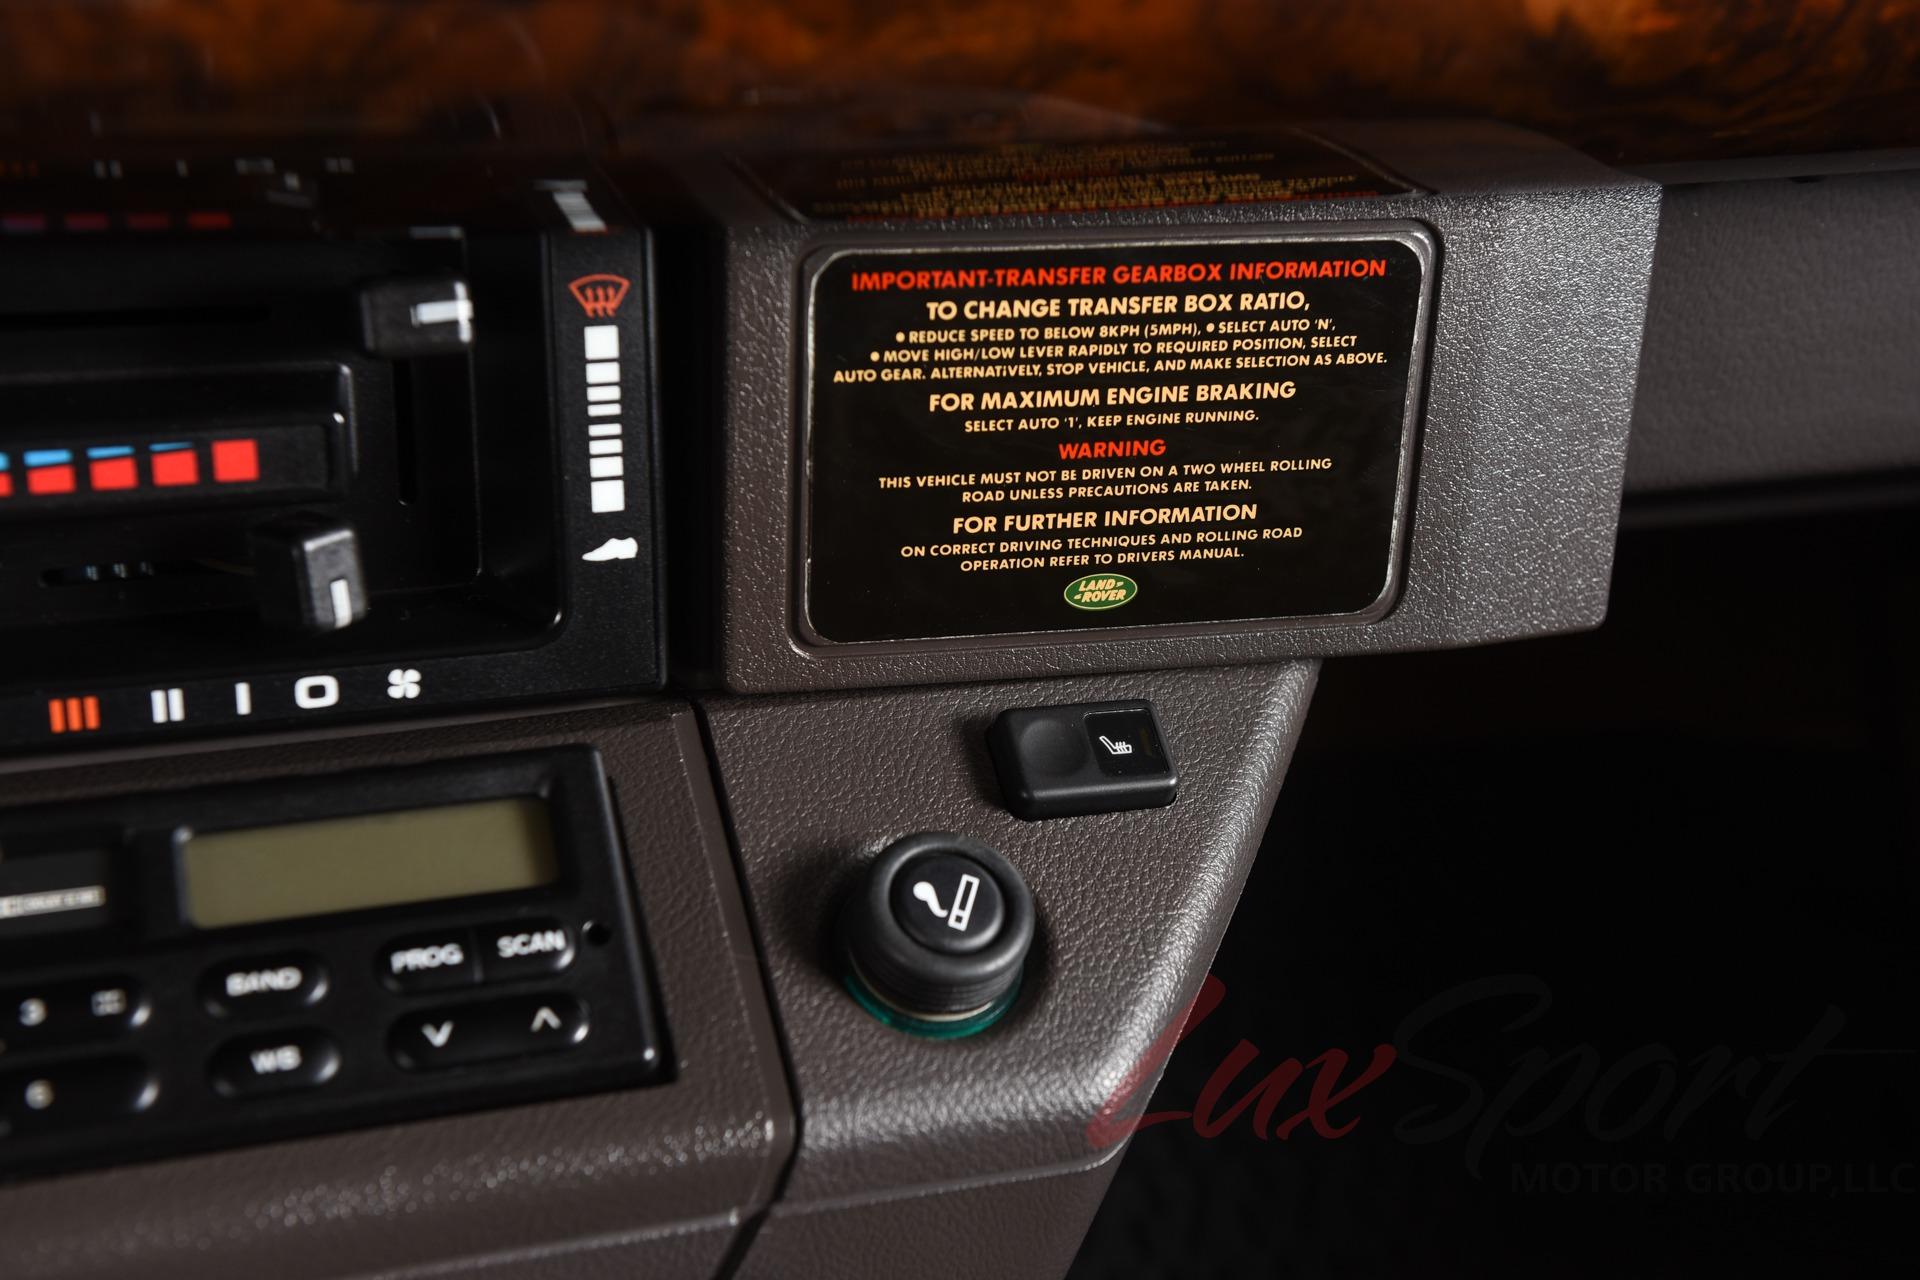 IMPORTANT-TRANSFER GEARBOX INFORMATION
TO CHANGE TRANSFER BOX RATIO,
• REDUCE SPEED TO BELOW 8KPH (5MPH), • SELECT AUTO 'N',
• MOVE HIGH/LOW LEVER RAPIDLY TO REQUIRED POSITION, SELECT
AUTO GEAR. ALTERNATIVELY, STOP VEHICLE, AND MAKE SELECTION AS ABOVE.
FOR MAXIMUM ENGINE BRAKING
SELECT AUTO '1', KEEP ENGINE RUNNING.
WARNING
THIS VEHICLE MUST NOT BE DRIVEN ON A TWO WHEEL ROLLING
ROAD UNLESS PRECAUTIONS ARE TAKEN.
FOR FURTHER INFORMATION
ON CORRECT DRIVING TECHNIQUES AND ROLLING ROAD
OPERATION REFER TO DRIVERS MANUAL.
LAND-
-ROVER
III II I O
PROG SCAN
3 BAND
6 WB
LuxSport
MOTOR GROUP, LLC